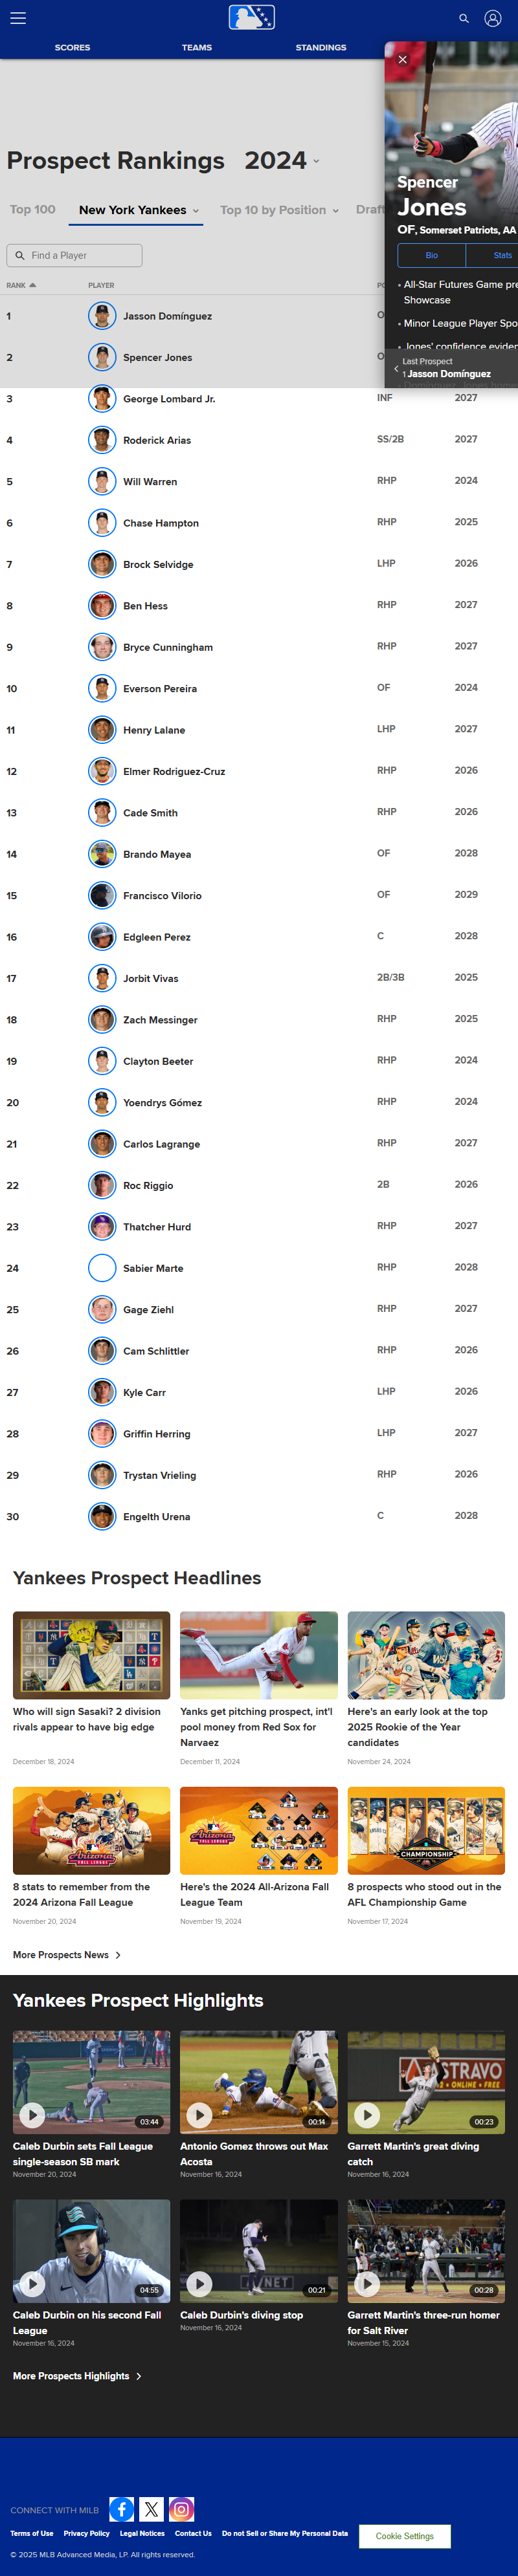 SCORES TEAMS STANDINGS
Prospect Rankings 2024
Top 100 New York Yankees Top 10 by Position Draft
Find a Player
RANK PLAYER
1 Jasson Domínguez
2 Spencer Jones
3 George Lombard Jr. INF 2027
4 Roderick Arias SS/2B 2027
5 Will Warren RHP 2024
6 Chase Hampton RHP 2025
7 Brock Selvidge LHP 2026
8 Ben Hess RHP 2027
9 Bryce Cunningham RHP 2027
10 Everson Pereira OF 2024
11 Henry Lalane LHP 2027
12 Elmer Rodriguez-Cruz RHP 2026
13 Cade Smith RHP 2026
14 Brando Mayea OF 2028
15 Francisco Vilorio OF 2029
16 Edgleen Perez C 2028
17 Jorbit Vivas 2B/3B 2025
18 Zach Messinger RHP 2025
19 Clayton Beeter RHP 2024
20 Yoendrys Gómez RHP 2024
21 Carlos Lagrange RHP 2027
22 Roc Riggio 2B 2026
23 Thatcher Hurd RHP 2027
24 Sabier Marte RHP 2028
25 Gage Ziehl RHP 2027
26 Cam Schlittler RHP 2026
27 Kyle Carr LHP 2026
28 Griffin Herring LHP 2027
29 Trystan Vrieling RHP 2026
30 Engelth Urena C 2028
Spencer
Jones
OF, Somerset Patriots, AA
Bio Stats
• All-Star Futures Game pre
Showcase
• Minor League Player Spo
• Jones' confidence eviden
Last Prospect
1 Jasson Domínguez
Yankees Prospect Headlines
Who will sign Sasaki? 2 division
rivals appear to have big edge
December 18, 2024
Yanks get pitching prospect, int'l
pool money from Red Sox for
Narvaez
December 11, 2024
Here's an early look at the top
2025 Rookie of the Year
candidates
November 24, 2024
8 stats to remember from the
2024 Arizona Fall League
November 20, 2024
Here's the 2024 All-Arizona Fall
League Team
November 19, 2024
CHAMPIONSHIP
8 prospects who stood out in the
AFL Championship Game
November 17, 2024
More Prospects News
Yankees Prospect Highlights
03:44
Caleb Durbin sets Fall League
single-season SB mark
November 20, 2024
00:14
Antonio Gomez throws out Max
Acosta
November 16, 2024
00:23
Garrett Martin's great diving
catch
November 16, 2024
04:55
Caleb Durbin on his second Fall
League
November 16, 2024
00:21
Caleb Durbin's diving stop
November 16, 2024
00:28
Garrett Martin's three-run homer
for Salt River
November 15, 2024
More Prospects Highlights
CONNECT WITH MILB
Terms of Use Privacy Policy Legal Notices Contact Us Do not Sell or Share My Personal Data
Cookie Settings
© 2025 MLB Advanced Media, LP. All rights reserved.